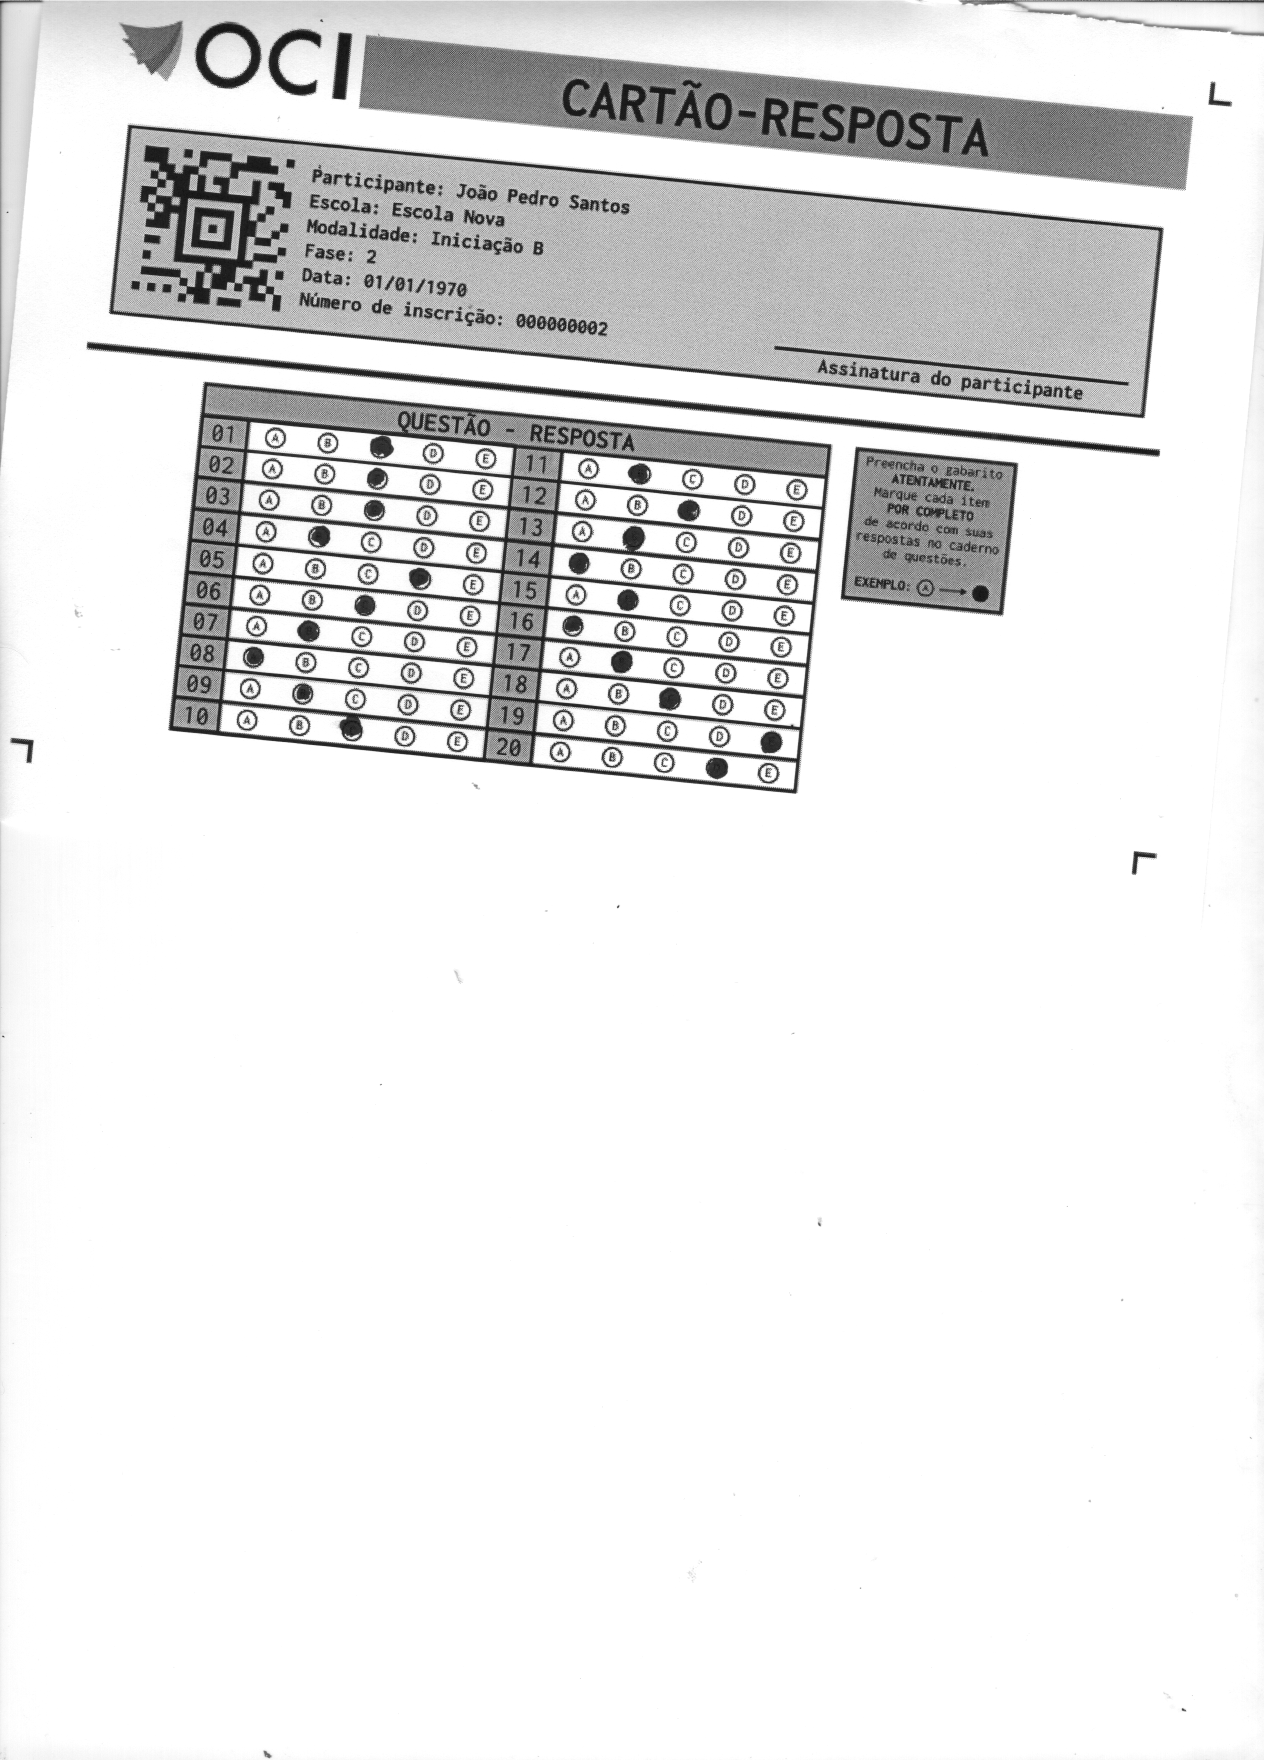 OCI
CARTÃO-RESPOSTA
Participante: João Pedro Santos
Escola: Escola Nova
Modalidade: Iniciação B
Fase: 2
Data: 01/01/1970
Número de inscrição: 000000002
Assinatura do participante
QUESTÃO - RESPOSTA
01 A B D E
02 A B D E
03 A B D E
04 A C D E
05 A B C E
06 A B D E
07 A C D E
08 B C D E
09 A C D E
10 A B D E
11 A C D E
12 A B D E
13 A C D E
14 B C D E
15 A C D E
16 B C D E
17 A C D E
18 A B D E
19 A B C D
20 A B C E
Preencha o gabarito
ATENTAMENTE.
Marque cada item
POR COMPLETO
de acordo com suas
respostas no caderno
de questões.
EXEMPLO: A